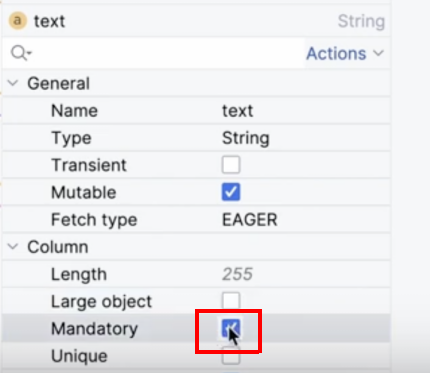 a text String
Actions
General
Name text
Type String
Transient
Mutable
Fetch type EAGER
Column
Length 255
Large object
Mandatory
Unique